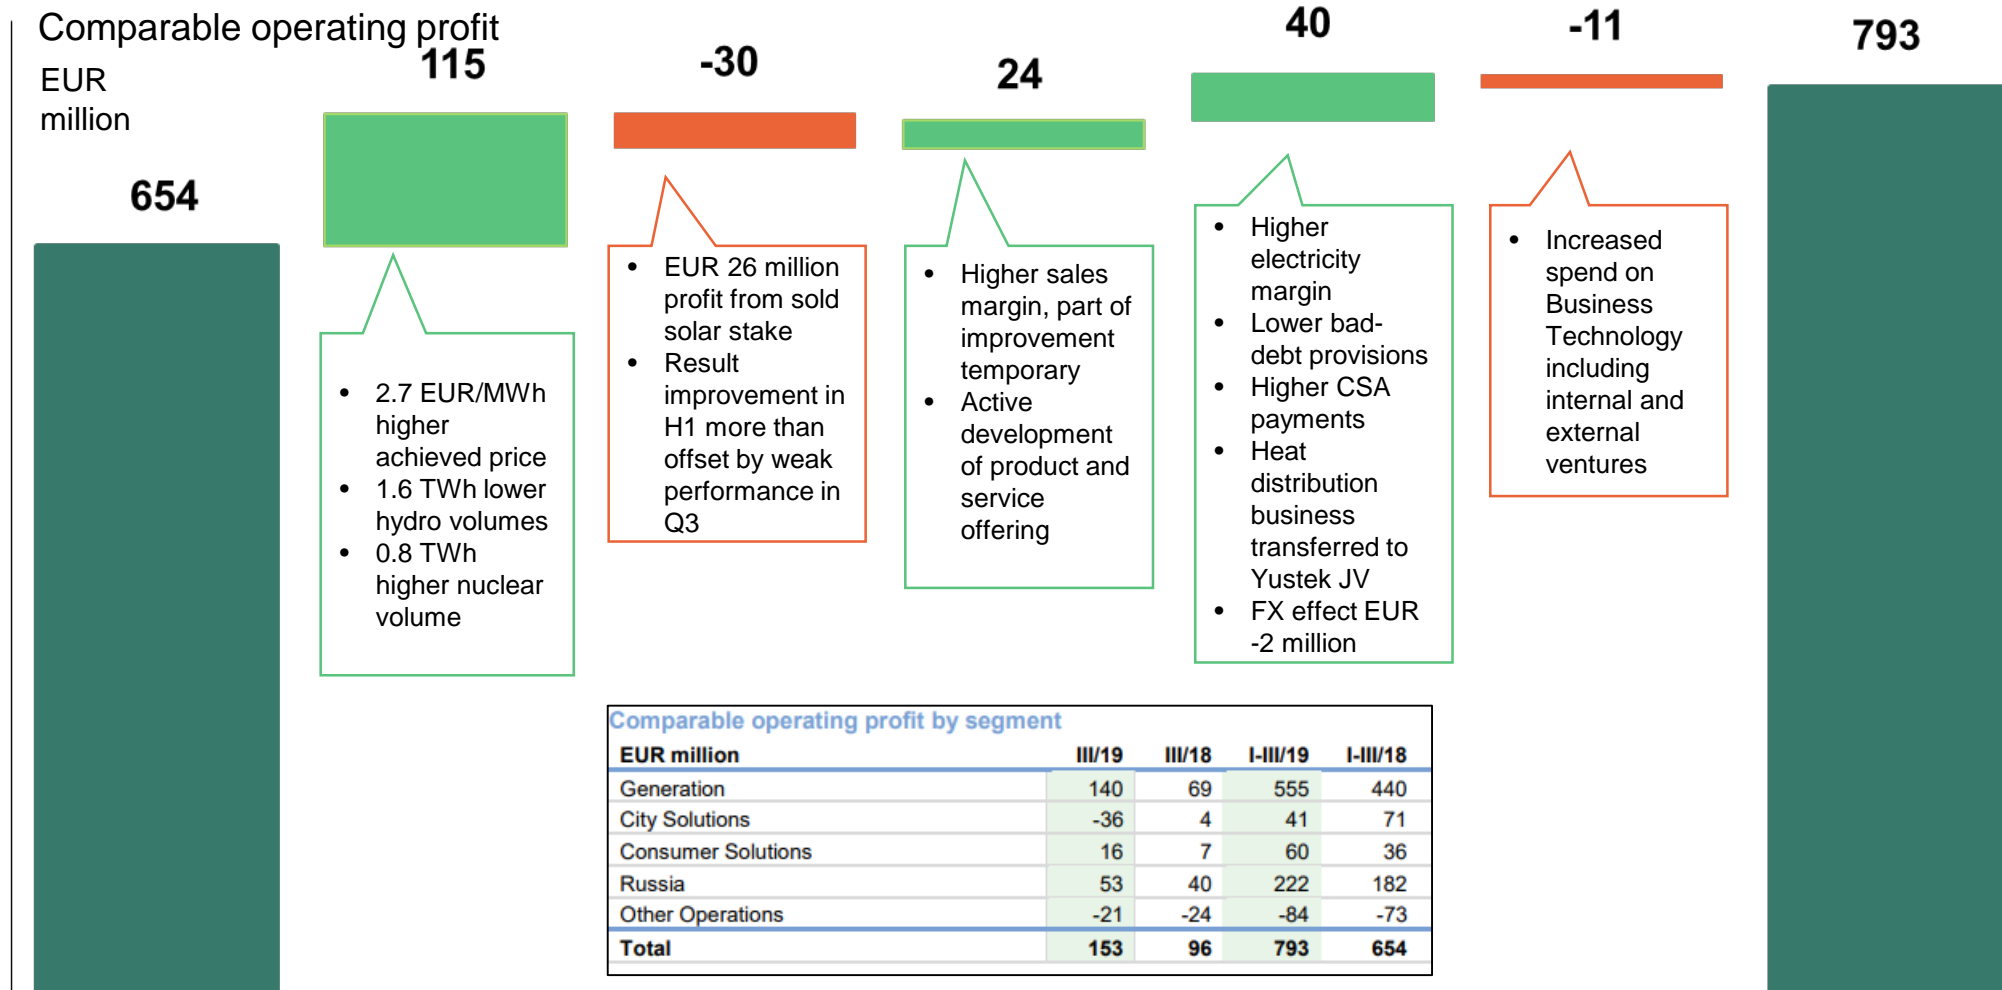 Comparable operating profit
EUR
million
654
115
-30
24
40
-11
793
• 2.7 EUR/MWh
higher
achieved price
• 1.6 TWh lower
hydro volumes
• 0.8 TWh
higher nuclear
volume
• EUR 26 million
profit from sold
solar stake
• Result
improvement in
H1 more than
offset by weak
performance in
Q3
• Higher sales
margin, part of
improvement
temporary
• Active
development
of product and
service
offering
• Higher
electricity
margin
• Lower bad-
debt provisions
• Higher CSA
payments
• Heat
distribution
business
transferred to
Yustek JV
• FX effect EUR
-2 million
• Increased
spend on
Business
Technology
including
internal and
external
ventures
Comparable operating profit by segment
EUR million III/19 III/18 I-III/19 I-III/18
Generation 140 69 555 440
City Solutions -36 4 41 71
Consumer Solutions 16 7 60 36
Russia 53 40 222 182
Other Operations -21 -24 -84 -73
Total 153 96 793 654